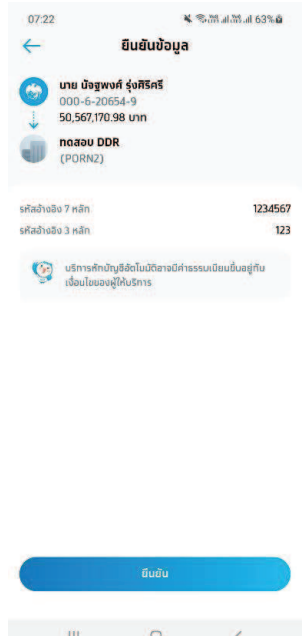 07:22 63%
ยืนยันข้อมูล
นาย นัจฐพงศ์ รุ่งศิริศรี
000-6-20654-9
50,567,170.98 บาท
ทดสอบ DDR
(PORN2)
รหัสอ้างอิง 7 หลัก 1234567
รหัสอ้างอิง 3 หลัก 123
บริการหักบัญชีอัตโนมัติอาจมีค่าธรรมเนียมขึ้นอยู่กับ
เงื่อนไขของผู้ให้บริการ
ยืนยัน